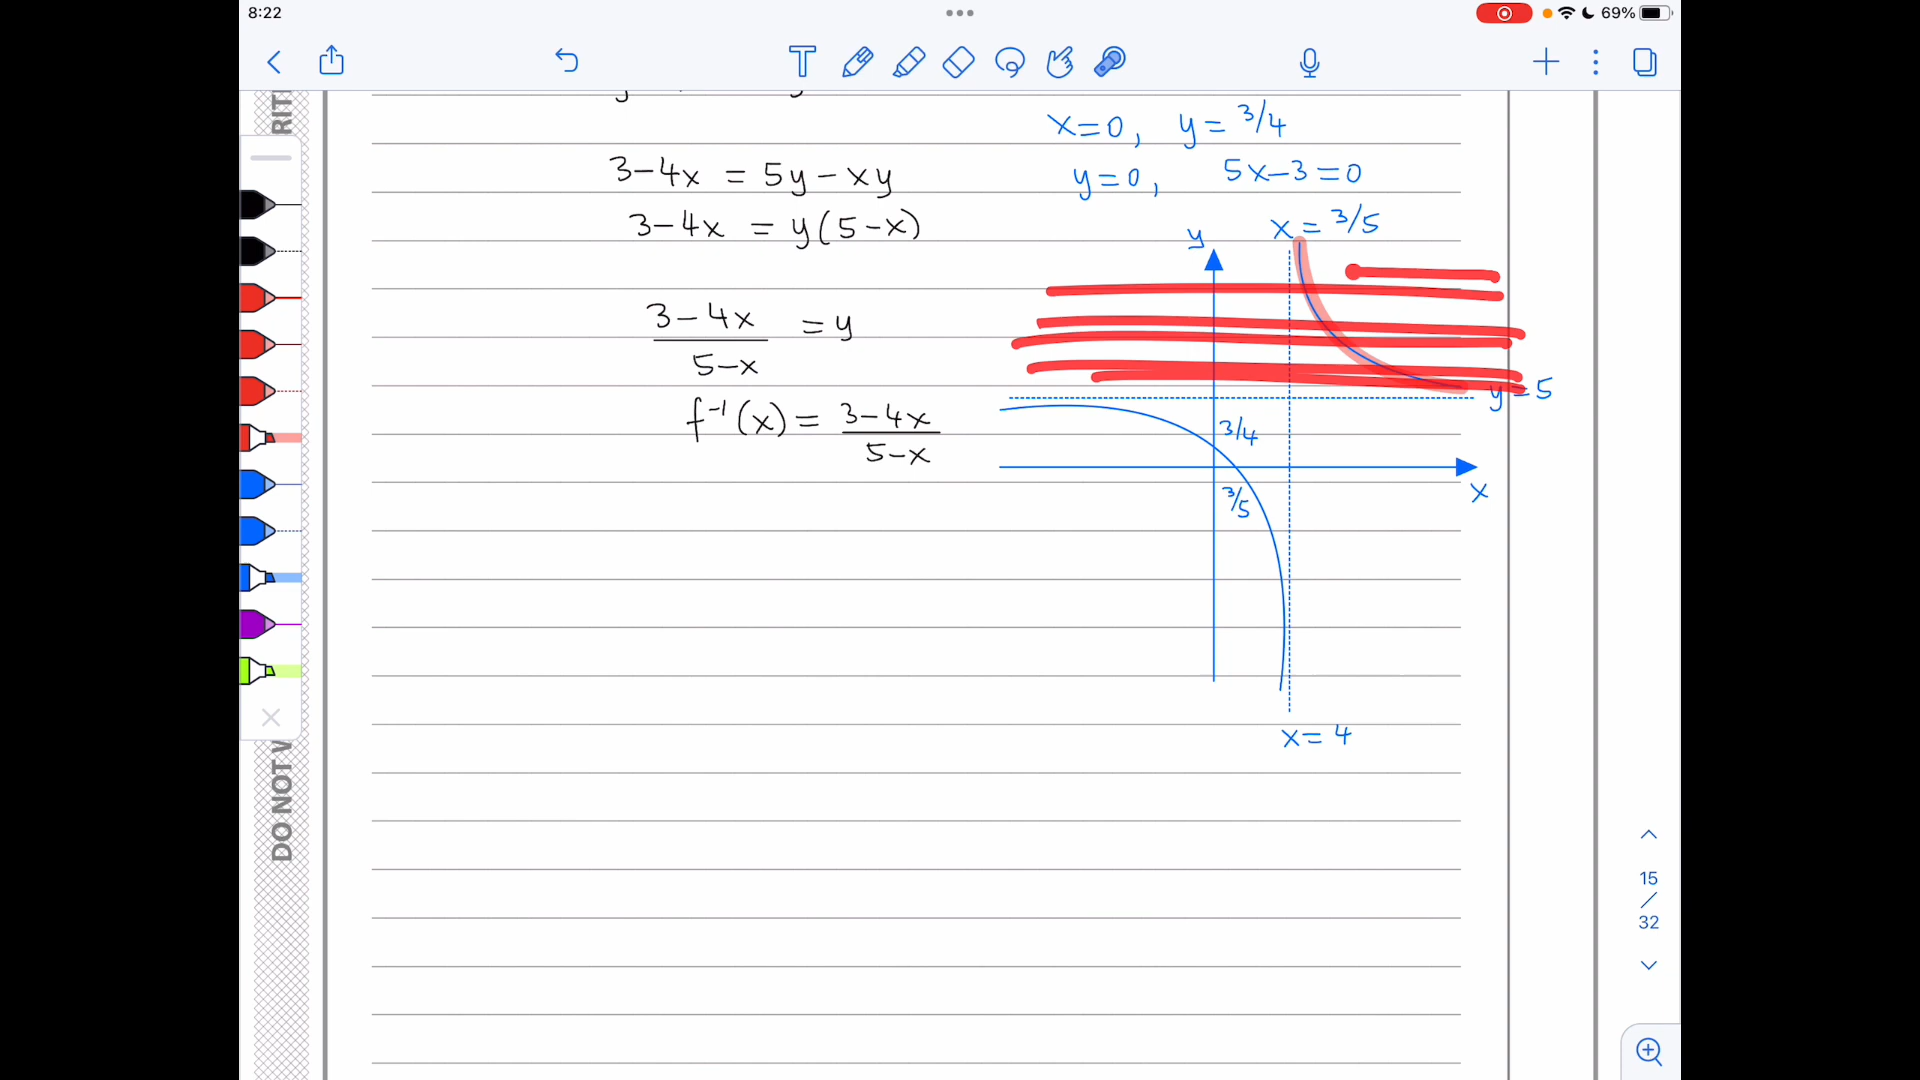 8:22
69%
RIT
3-4x = 5y - xy
3-4x = y(5-x)
3-4x/5-x = y
f⁻¹(x) = 3-4x/5-x
x=0, y= 3/4
y=0, 5x-3=0
x = 3/5
y
y=5
3/4
3/5
x
x= 4
DO NOT W
15
/
32